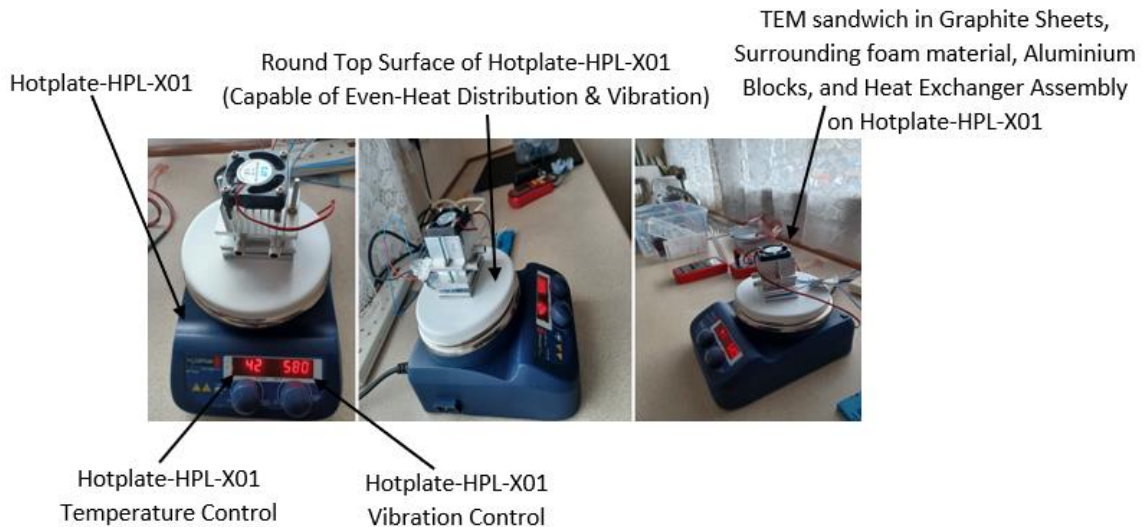 Hotplate-HPL-X01
Round Top Surface of Hotplate-HPL-X01
(Capable of Even-Heat Distribution & Vibration)
TEM sandwich in Graphite Sheets,
Surrounding foam material, Aluminium
Blocks, and Heat Exchanger Assembly
on Hotplate-HPL-X01
42 580
Hotplate-HPL-X01
Temperature Control
Hotplate-HPL-X01
Vibration Control